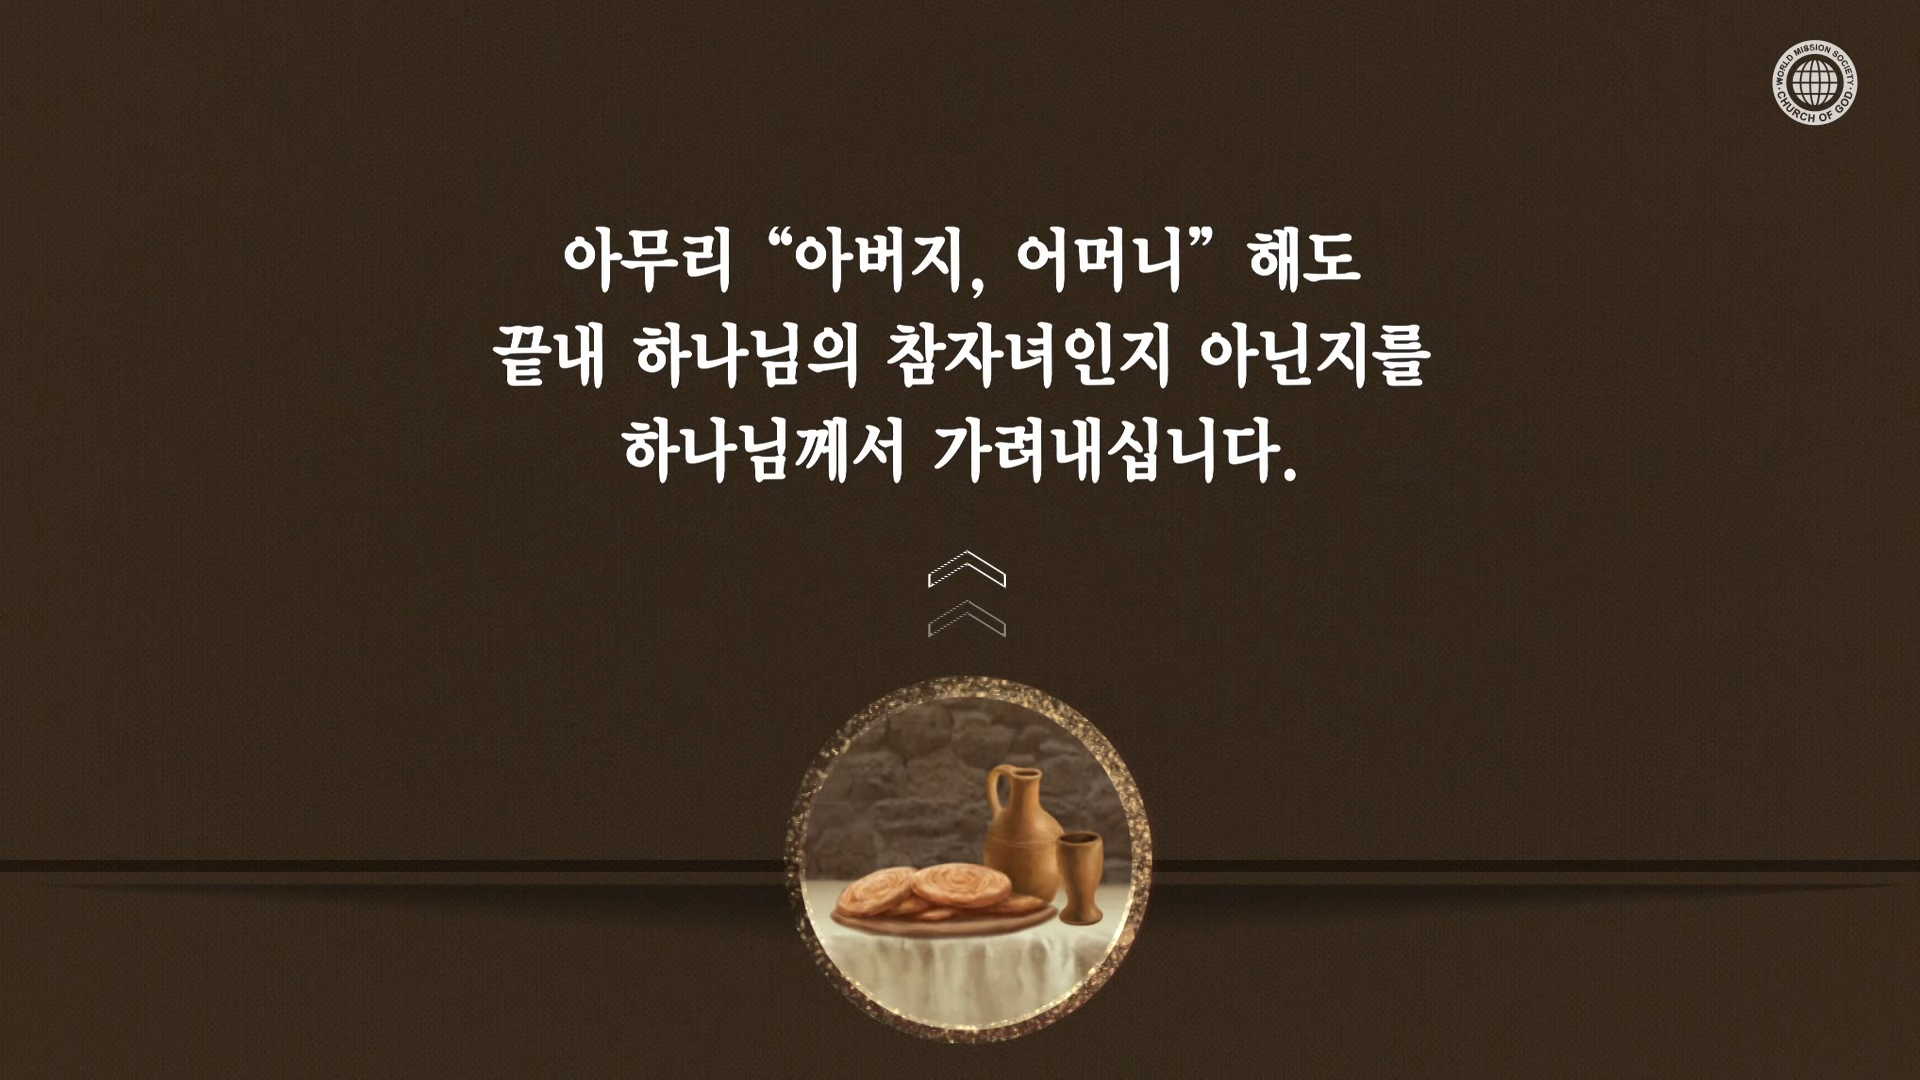 WORLD MISSION SOCIETY
CHURCH OF GOD
아무리 “아버지, 어머니” 해도
끝내 하나님의 참자녀인지 아닌지를
하나님께서 가려내십니다.